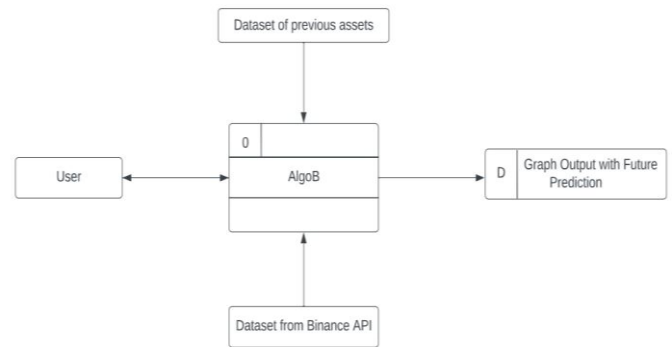 Dataset of previous assets
0
User
AlgoB
D
Graph Output with Future
Prediction
Dataset from Binance API